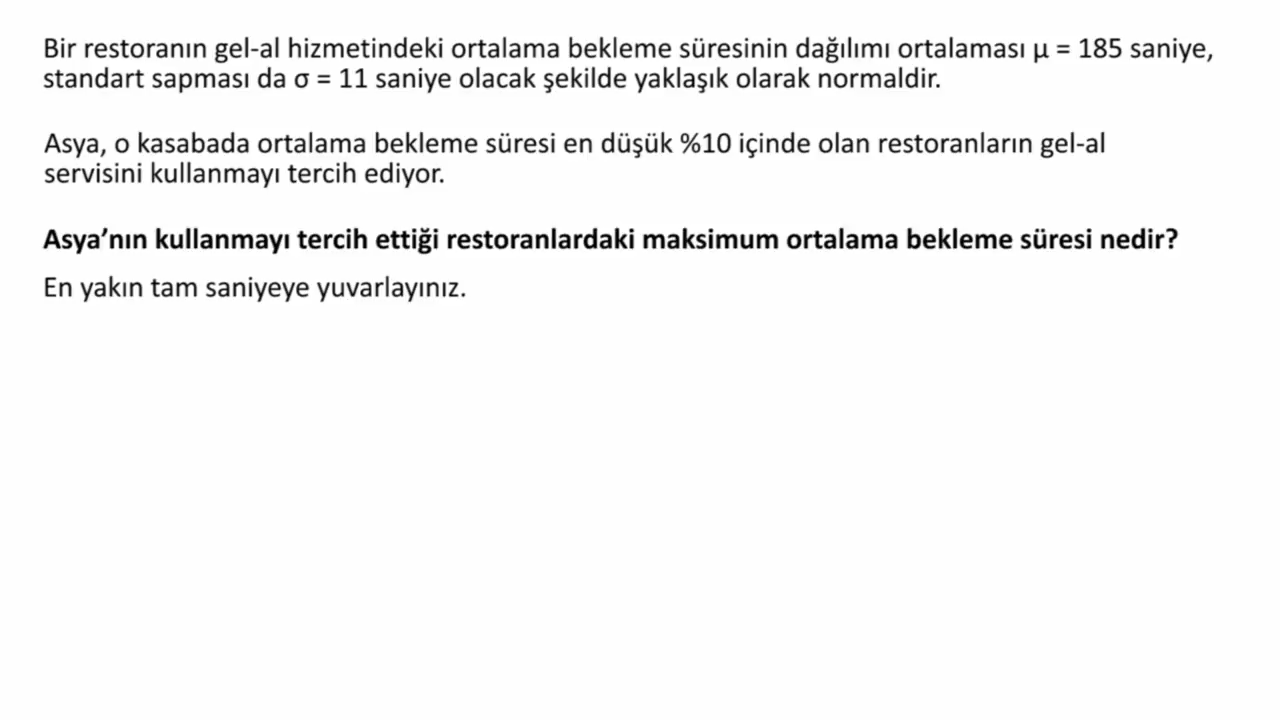 Bir restoranın gel-al hizmetindeki ortalama bekleme süresinin dağılımı ortalaması μ = 185 saniye,
standart sapması da σ = 11 saniye olacak şekilde yaklaşık olarak normaldir.
Asya, o kasabada ortalama bekleme süresi en düşük %10 içinde olan restoranların gel-al
servisini kullanmayı tercih ediyor.
Asya’nın kullanmayı tercih ettiği restoranlardaki maksimum ortalama bekleme süresi nedir?
En yakın tam saniyeye yuvarlayınız.